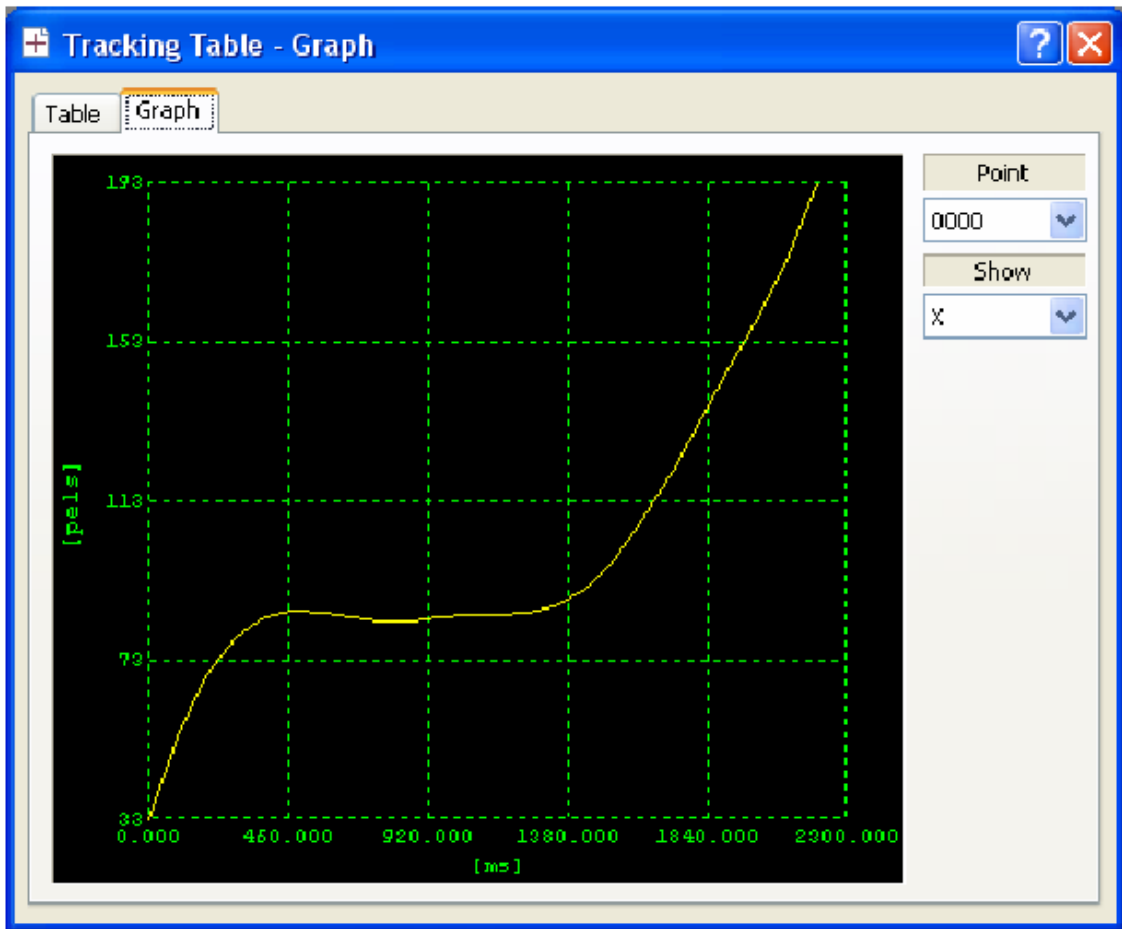 Tracking Table - Graph
Table
Graph
Point
0000
Show
X
193
153
113
73
33
[pels]
0.000
460.000
920.000
1380.000
1840.000
2300.000
[ms]